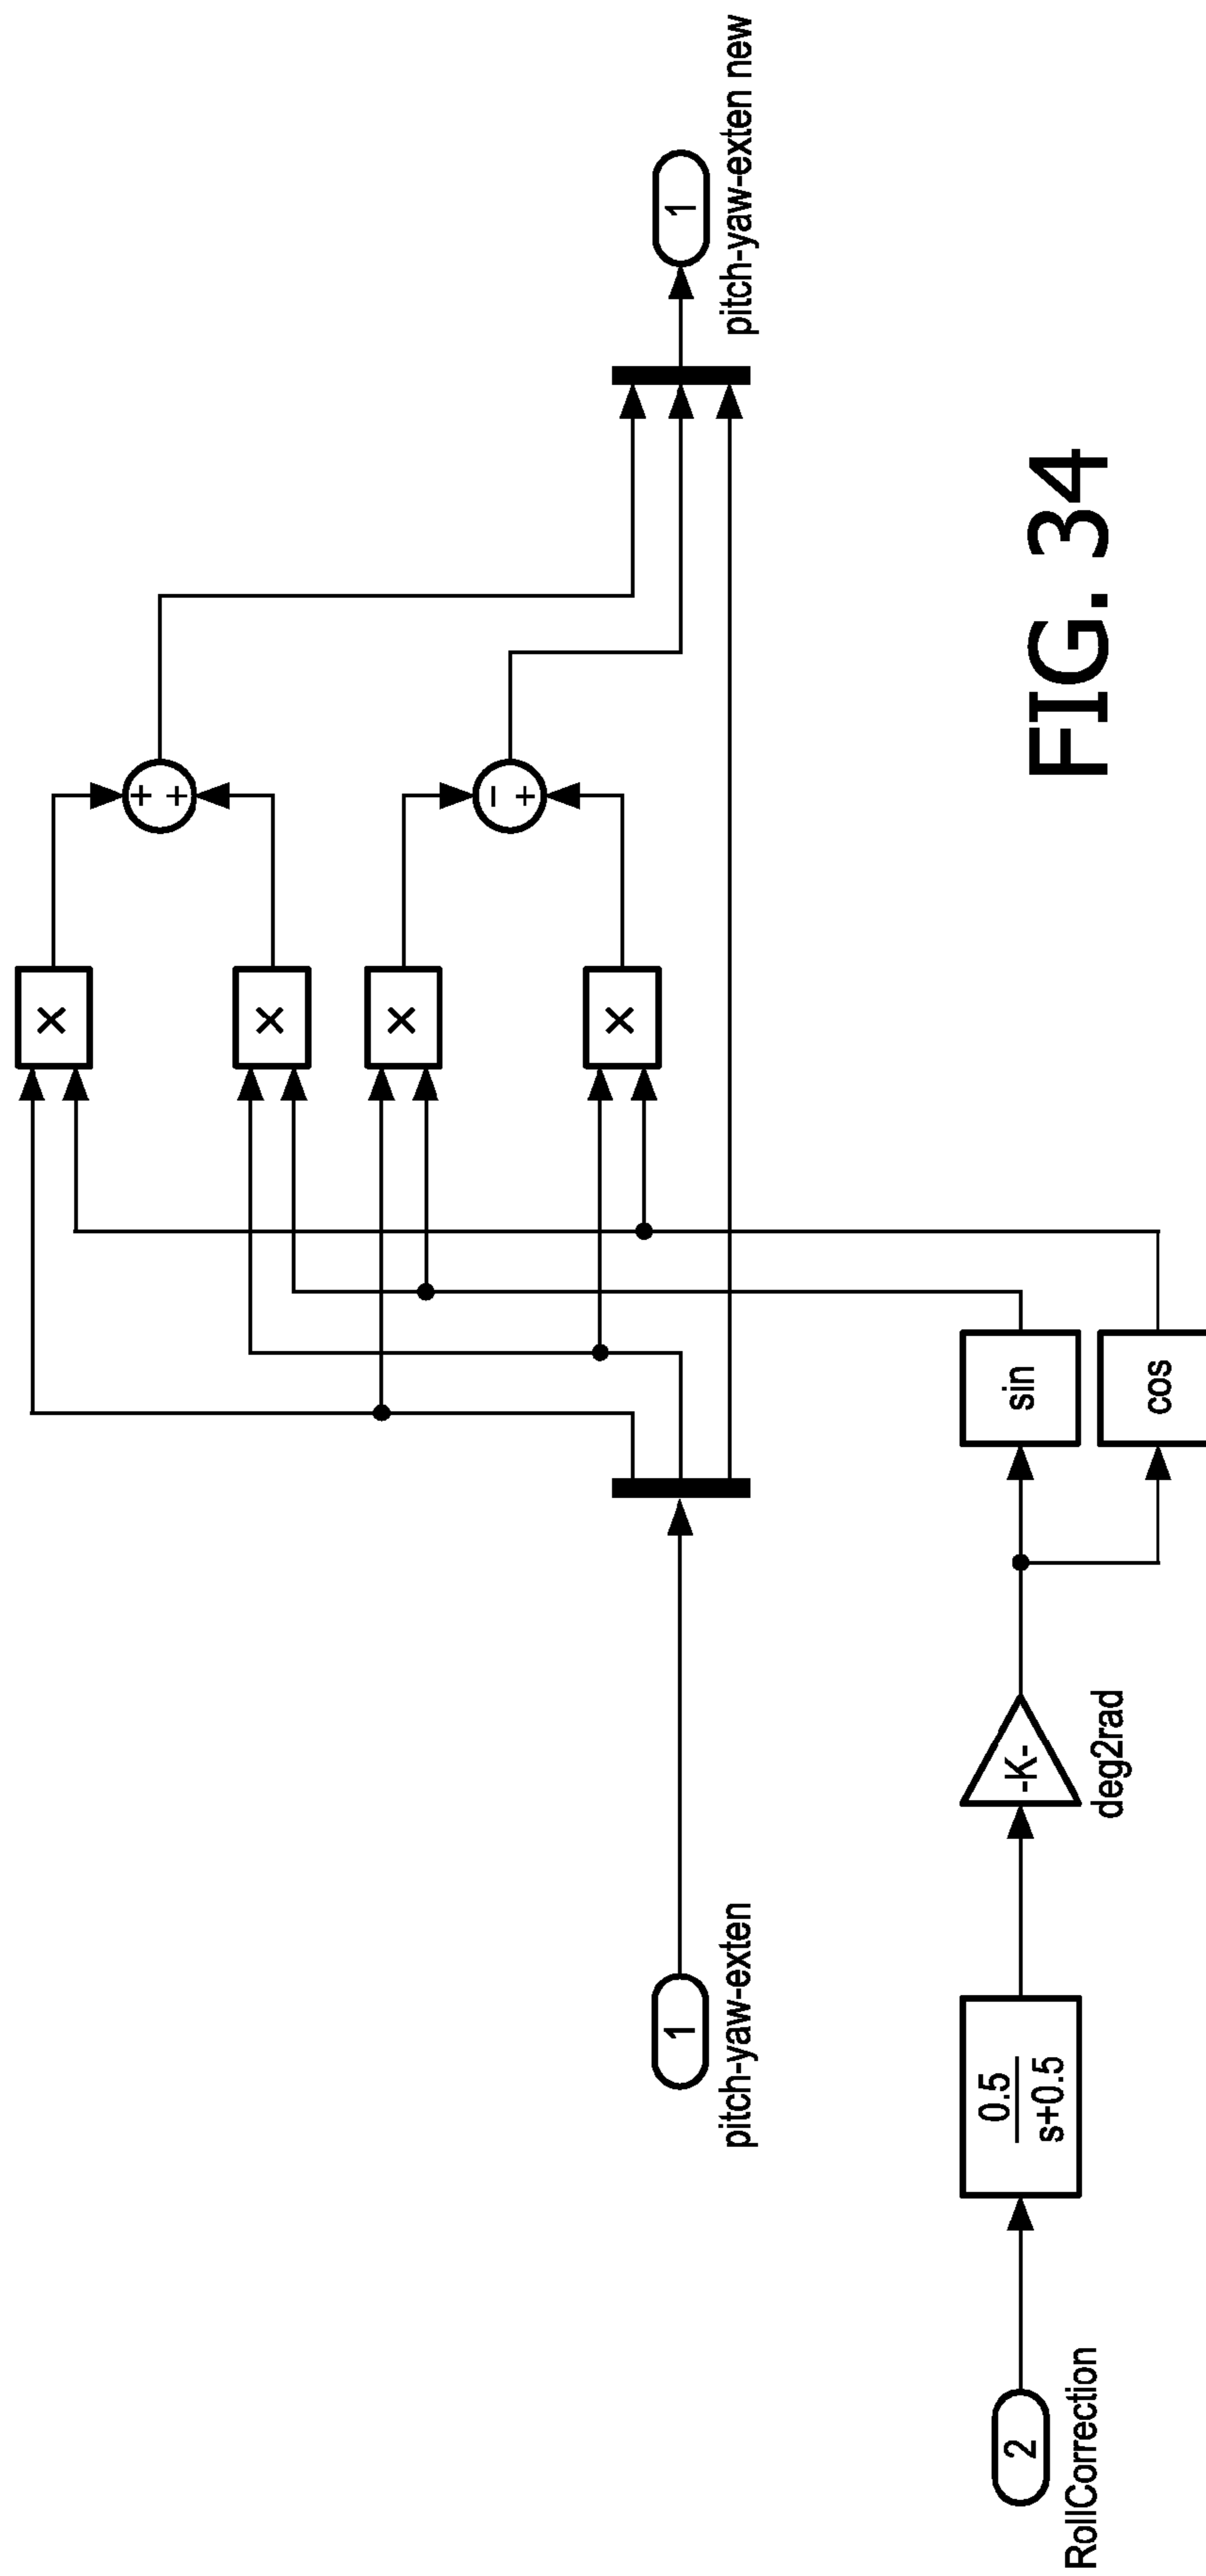 ×
×
×
×
+
+
−
+
1
pitch-yaw-exten
1
pitch-yaw-exten new
2
RollCorrection
0.5
s+0.5
-K-
deg2rad
sin
cos
FIG. 34